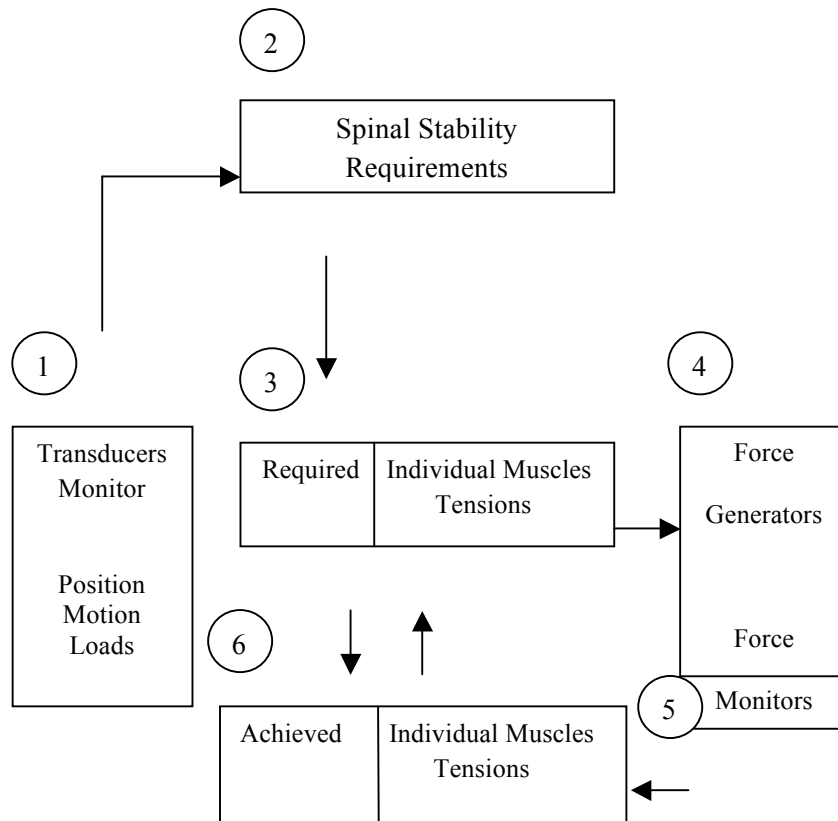 2
Spinal Stability
Requirements
1
3
4
Transducers
Monitor
Position
Motion
Loads
Required
Individual Muscles
Tensions
Force
Generators
Force
Monitors
5
6
Achieved
Individual Muscles
Tensions